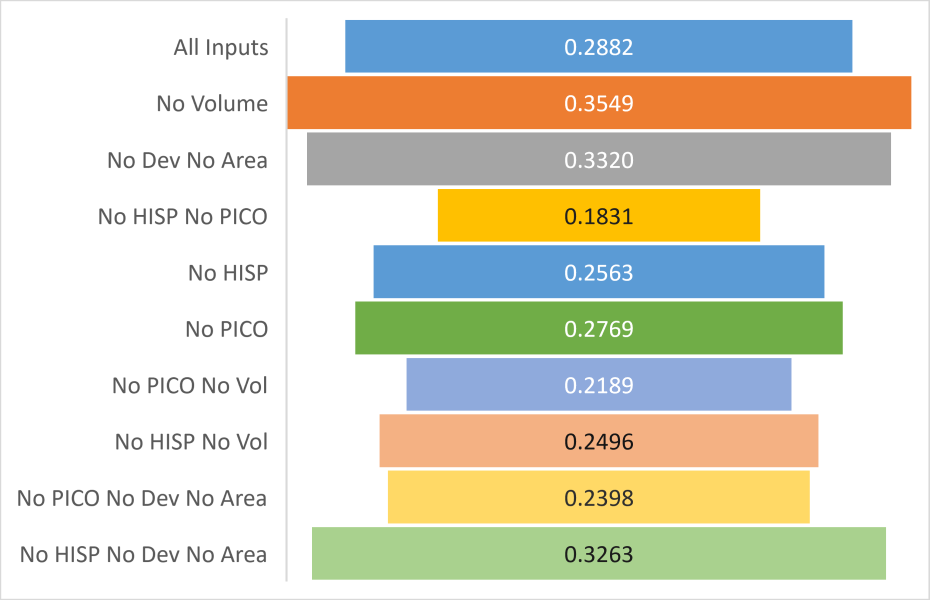 All Inputs 0.2882
No Volume 0.3549
No Dev No Area 0.3320
No HISP No PICO 0.1831
No HISP 0.2563
No PICO 0.2769
No PICO No Vol 0.2189
No HISP No Vol 0.2496
No PICO No Dev No Area 0.2398
No HISP No Dev No Area 0.3263